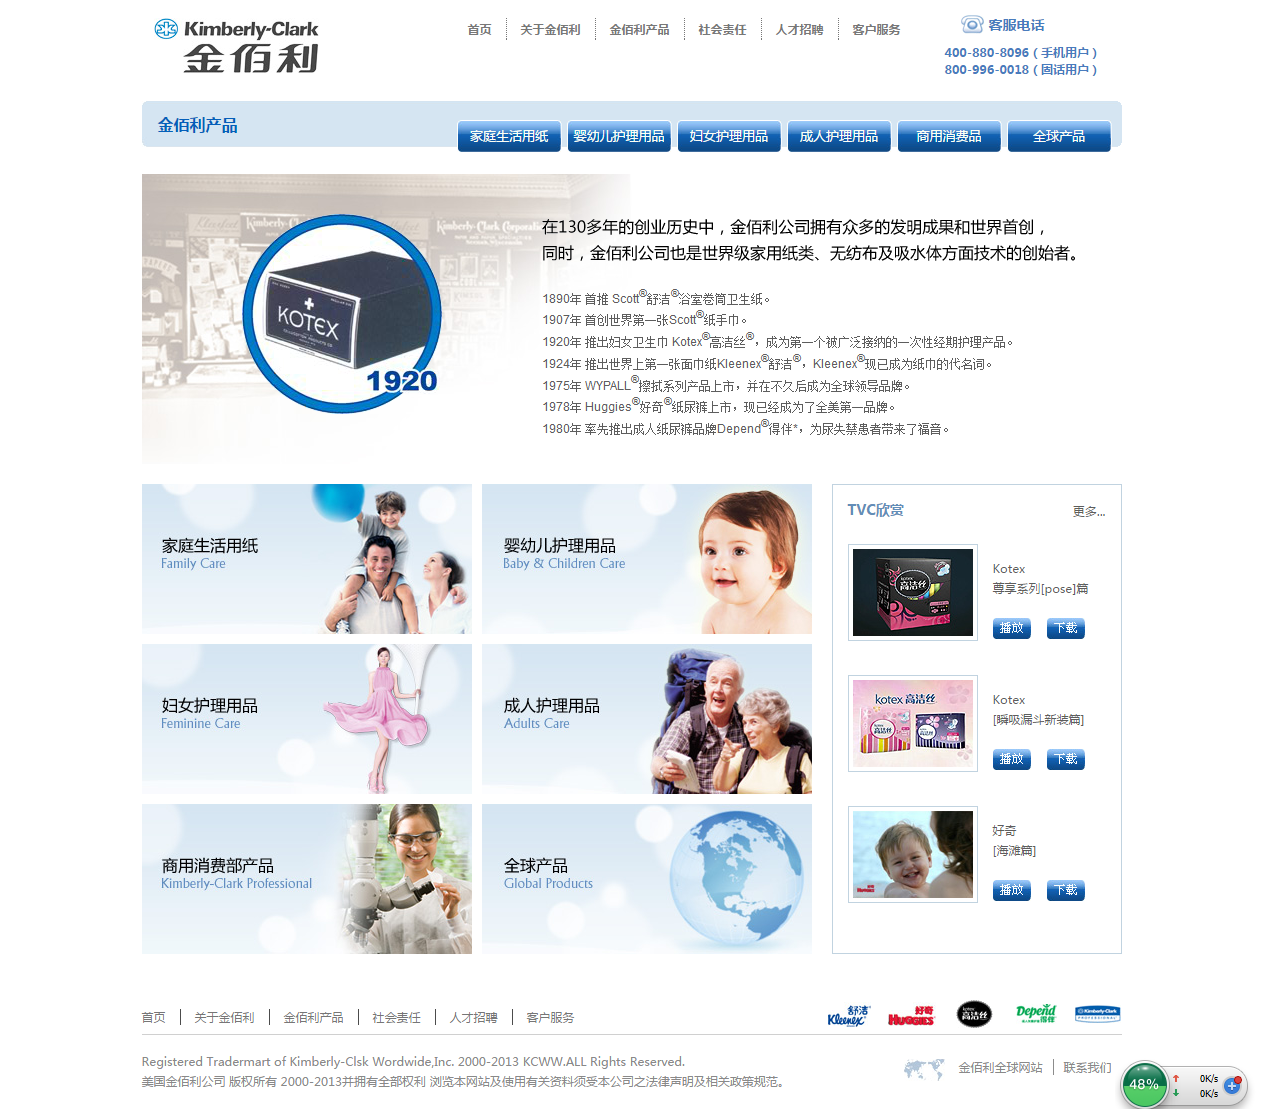 Kimberly-Clark
金佰利
首页 关于金佰利 金佰利产品 社会责任 人才招聘 客户服务
客服电话
400-880-8096 ( 手机用户 )
800-996-0018 ( 固话用户 )
金佰利产品
家庭生活用纸 婴幼儿护理用品 妇女护理用品 成人护理用品 商用消费品 全球产品
KOTEX
1920
在130多年的创业历史中，金佰利公司拥有众多的发明成果和世界首创，
同时，金佰利公司也是世界级家用纸类、无纺布及吸水体方面技术的创始者。
1890年 首推 Scott®舒洁®浴室卷筒卫生纸。
1907年 首创世界第一张Scott®纸手巾。
1920年 推出妇女卫生巾 Kotex®高洁丝®，成为第一个被广泛接纳的一次性经期护理产品。
1924年 推出世界上第一张面巾纸Kleenex®舒洁®，Kleenex®现已成为纸巾的代名词。
1975年 WYPALL®擦拭系列产品上市，并在不久后成为全球领导品牌。
1978年 Huggies®好奇®纸尿裤上市，现已经成为了全美第一品牌。
1980年 率先推出成人纸尿裤品牌Depend®得伴*，为尿失禁患者带来了福音。
家庭生活用纸
Family Care
婴幼儿护理用品
Baby & Children Care
妇女护理用品
Feminine Care
成人护理用品
Adults Care
商用消费部产品
Kimberly-Clark Professional
全球产品
Global Products
TVC欣赏 更多...
kotex
高洁丝
Kotex
尊享系列[pose]篇
播放 下载
kotex 高洁丝
Kotex
[瞬吸漏斗新装篇]
播放 下载
好奇
[海滩篇]
播放 下载
首页 关于金佰利 金佰利产品 社会责任 人才招聘 客户服务
舒洁 Kleenex 好奇 HUGGIES 高洁丝 Depend 得伴 Kimberly-Clark PROFESSIONAL
Registered Tradermart of Kimberly-Clsk Wordwide,Inc. 2000-2013 KCWW.ALL Rights Reserved.
美国金佰利公司 版权所有 2000-2013并拥有全部权利 浏览本网站及使用有关资料须受本公司之法律声明及相关政策规范。
金佰利全球网站 联系我们
48%
0K/s
0K/s